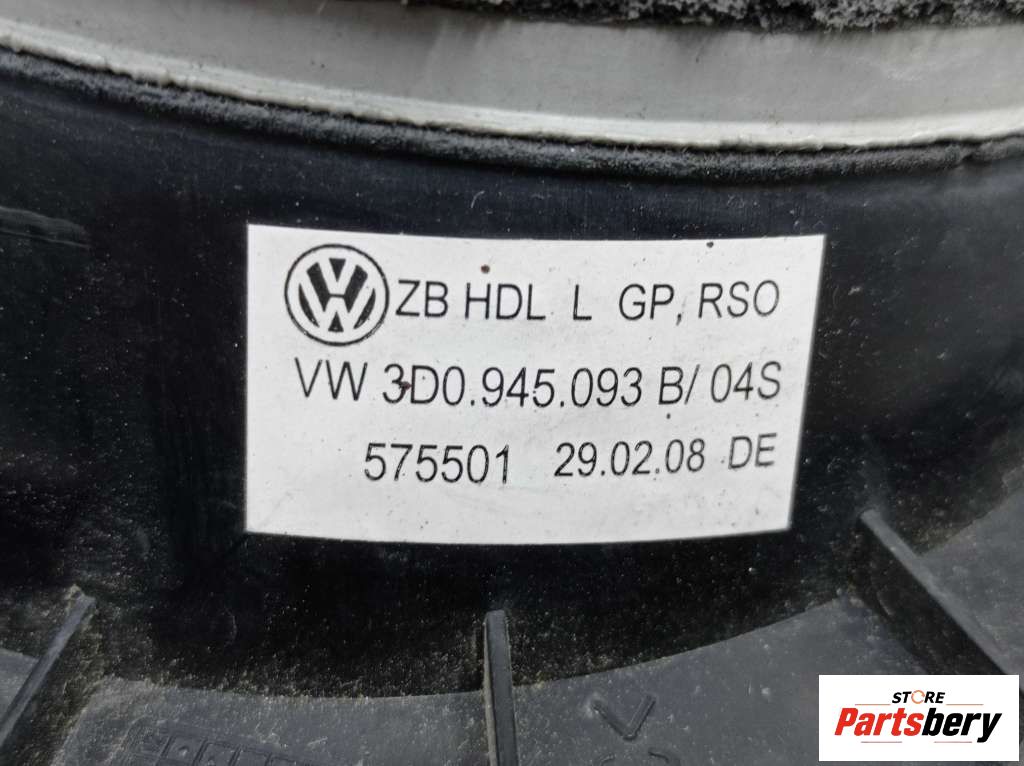 ZB HDL L GP, RSO
VW 3D0.945.093 B/ 04S
575501 29.02.08 DE
STORE
Partsbery